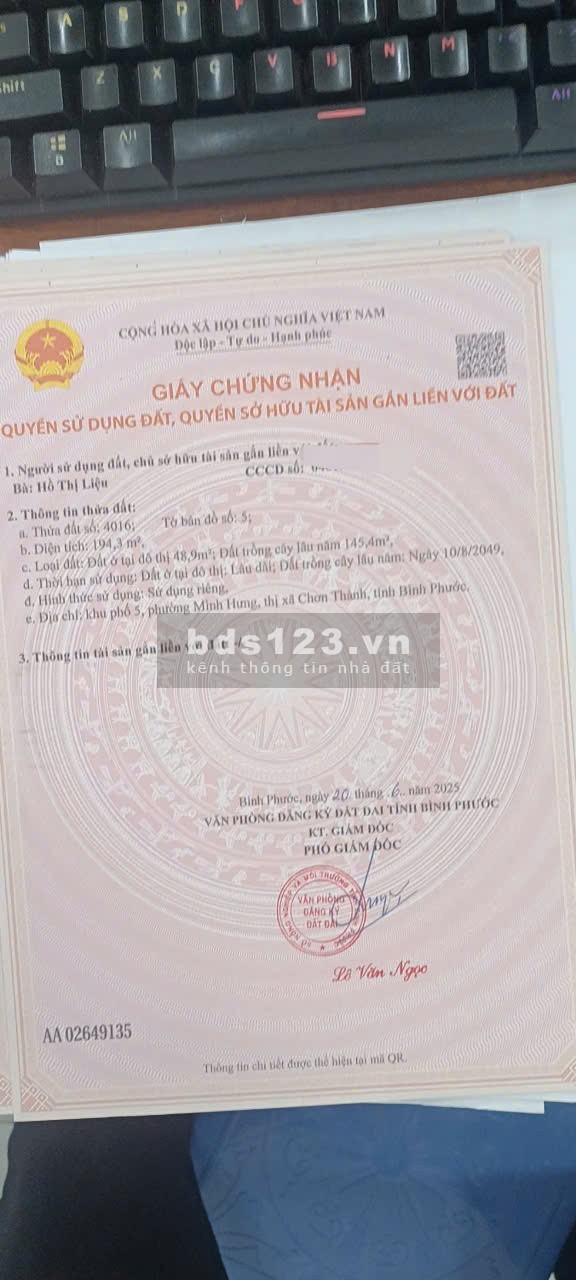 A S D F G H
Shift Z X C V B N M
Alt Alt
CỘNG HÒA XÃ HỘI CHỦ NGHĨA VIỆT NAM
Độc lập - Tự do - Hạnh phúc
GIẤY CHỨNG NHẬN
QUYỀN SỬ DỤNG ĐẤT, QUYỀN SỞ HỮU TÀI SẢN GẮN LIỀN VỚI ĐẤT
1. Người sử dụng đất, chủ sở hữu tài sản gắn liền
Bà: Hồ Thị Liệu CCCD số:
2. Thông tin thửa đất:
a. Thửa đất số: 4016; Tờ bản đồ số: 5;
b. Diện tích: 194,3 m²,
c. Loại đất: Đất ở tại đô thị 48,9m²; Đất trồng cây lâu năm 145,4m²,
d. Thời hạn sử dụng: Đất ở tại đô thị: Lâu dài; Đất trồng cây lâu năm: Ngày 10/8/2049,
đ. Hình thức sử dụng: Sử dụng riêng,
e. Địa chỉ: khu phố 5, phường Minh Hưng, thị xã Chơn Thành, tỉnh Bình Phước.
bds123.vn
kênh thông tin nhà đất
3. Thông tin tài sản gắn liền
Bình Phước, ngày 20 tháng 6.. năm 2025
VĂN PHÒNG ĐĂNG KÝ ĐẤT ĐAI TỈNH BÌNH PHƯỚC
KT. GIÁM ĐỐC
PHÓ GIÁM ĐỐC
VĂN PHÒNG
ĐĂNG KÝ
ĐẤT ĐAI
Lê Văn Ngọc
AA 02649135
Thông tin chi tiết được thể hiện tại mã QR.